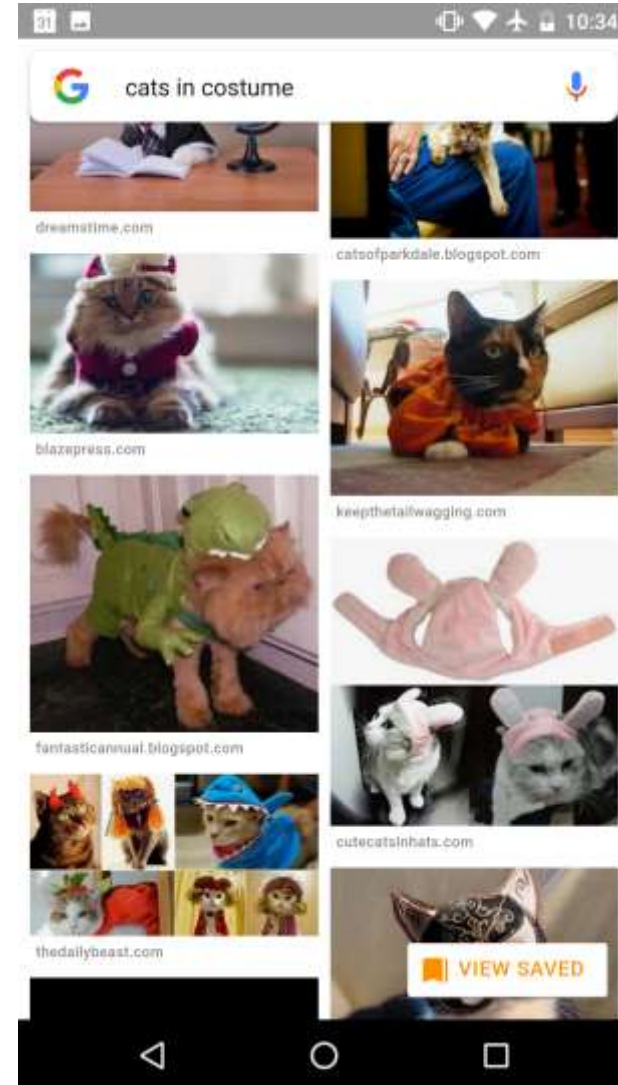 31 10:34
cats in costume
dreamstime.com
catsofparkdale.blogspot.com
blazepress.com
keepthetailwagging.com
fantasticannual.blogspot.com
cutecatsinhats.com
thedailybeast.com
VIEW SAVED